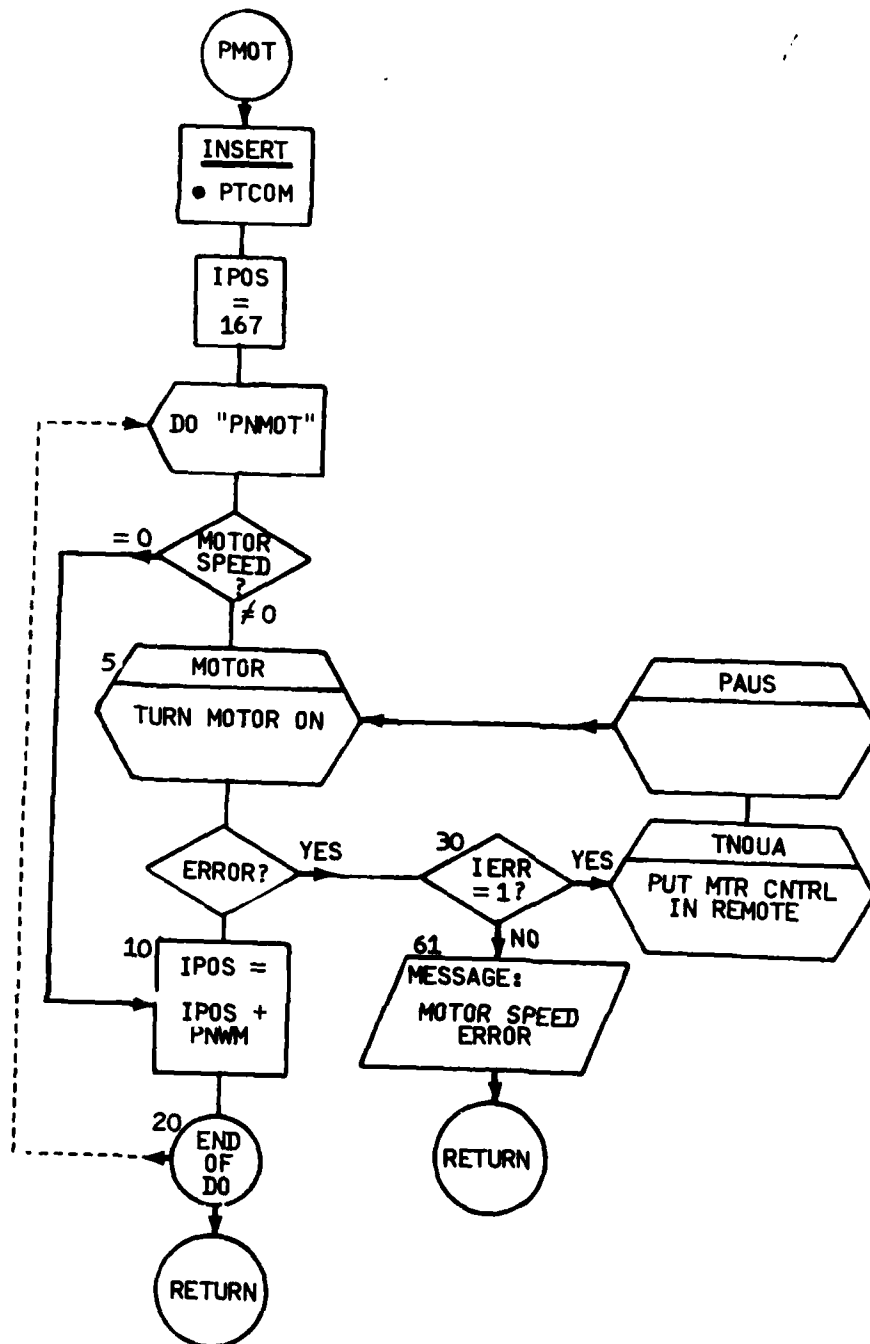 PMOT
INSERT
• PTCOM
IPOS
=
167
DO "PNMOT"
= 0
MOTOR
SPEED
?
≠ 0
5
MOTOR
TURN MOTOR ON
PAUS
ERROR?
YES
30
IERR
= 1?
YES
TNOUA
PUT MTR CNTRL
IN REMOTE
NO
10
IPOS =
IPOS +
PNWM
61
MESSAGE:
MOTOR SPEED
ERROR
20
END
OF
DO
RETURN
RETURN